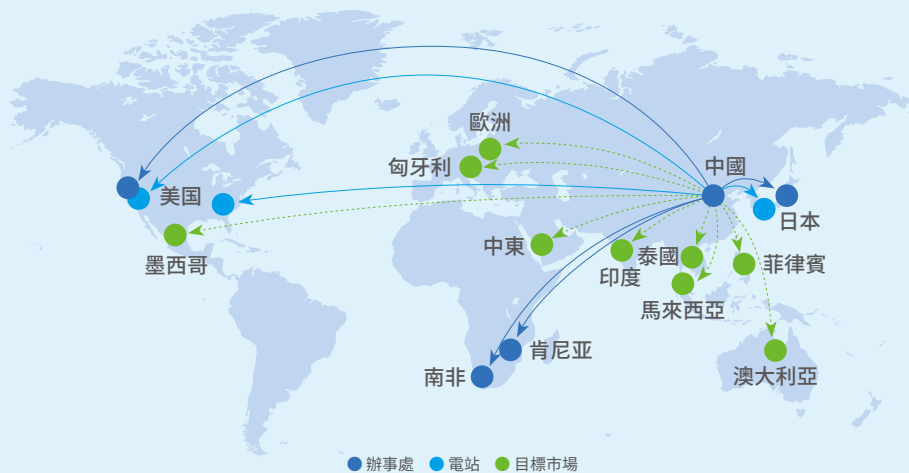 歐洲
匈牙利
中國
美国
日本
墨西哥
中東
印度
泰國
菲律賓
馬來西亞
肯尼亚
南非
澳大利亞
辦事處 電站 目標市場